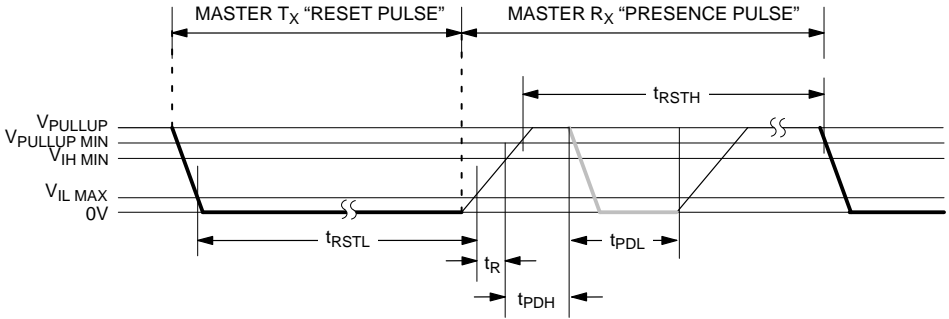 MASTER TX “RESET PULSE” MASTER RX “PRESENCE PULSE”
tRSTH
VPULLUP
VPULLUP MIN
VIH MIN
VIL MAX
0V
tRSTL
tPDL
tR
tPDH